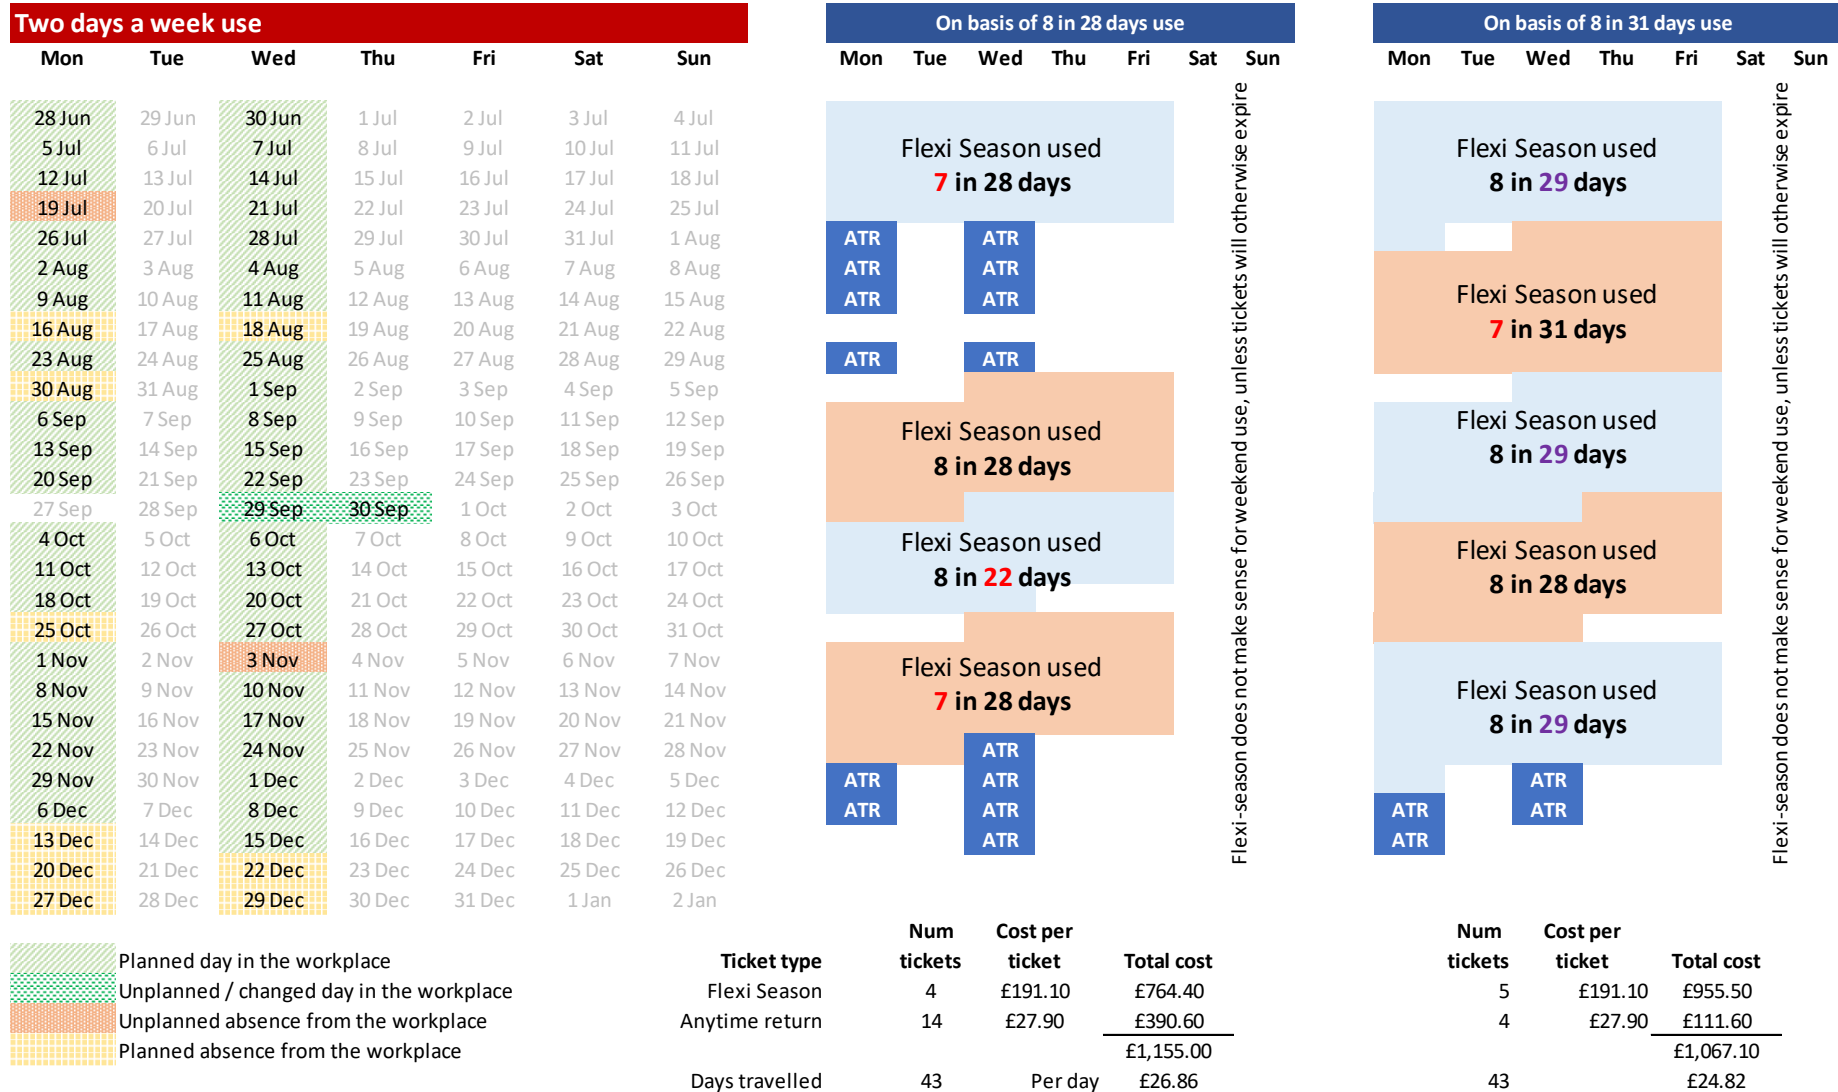 Two days a week use
On basis of 8 in 28 days use
On basis of 8 in 31 days use
Mon Tue Wed Thu Fri Sat Sun
Mon Tue Wed Thu Fri Sat Sun
Mon Tue Wed Thu Fri Sat Sun
28 Jun 29 Jun 30 Jun 1 Jul 2 Jul 3 Jul 4 Jul
5 Jul 6 Jul 7 Jul 8 Jul 9 Jul 10 Jul 11 Jul
12 Jul 13 Jul 14 Jul 15 Jul 16 Jul 17 Jul 18 Jul
19 Jul 20 Jul 21 Jul 22 Jul 23 Jul 24 Jul 25 Jul
26 Jul 27 Jul 28 Jul 29 Jul 30 Jul 31 Jul 1 Aug
2 Aug 3 Aug 4 Aug 5 Aug 6 Aug 7 Aug 8 Aug
9 Aug 10 Aug 11 Aug 12 Aug 13 Aug 14 Aug 15 Aug
16 Aug 17 Aug 18 Aug 19 Aug 20 Aug 21 Aug 22 Aug
23 Aug 24 Aug 25 Aug 26 Aug 27 Aug 28 Aug 29 Aug
30 Aug 31 Aug 1 Sep 2 Sep 3 Sep 4 Sep 5 Sep
6 Sep 7 Sep 8 Sep 9 Sep 10 Sep 11 Sep 12 Sep
13 Sep 14 Sep 15 Sep 16 Sep 17 Sep 18 Sep 19 Sep
20 Sep 21 Sep 22 Sep 23 Sep 24 Sep 25 Sep 26 Sep
27 Sep 28 Sep 29 Sep 30 Sep 1 Oct 2 Oct 3 Oct
4 Oct 5 Oct 6 Oct 7 Oct 8 Oct 9 Oct 10 Oct
11 Oct 12 Oct 13 Oct 14 Oct 15 Oct 16 Oct 17 Oct
18 Oct 19 Oct 20 Oct 21 Oct 22 Oct 23 Oct 24 Oct
25 Oct 26 Oct 27 Oct 28 Oct 29 Oct 30 Oct 31 Oct
1 Nov 2 Nov 3 Nov 4 Nov 5 Nov 6 Nov 7 Nov
8 Nov 9 Nov 10 Nov 11 Nov 12 Nov 13 Nov 14 Nov
15 Nov 16 Nov 17 Nov 18 Nov 19 Nov 20 Nov 21 Nov
22 Nov 23 Nov 24 Nov 25 Nov 26 Nov 27 Nov 28 Nov
29 Nov 30 Nov 1 Dec 2 Dec 3 Dec 4 Dec 5 Dec
6 Dec 7 Dec 8 Dec 9 Dec 10 Dec 11 Dec 12 Dec
13 Dec 14 Dec 15 Dec 16 Dec 17 Dec 18 Dec 19 Dec
20 Dec 21 Dec 22 Dec 23 Dec 24 Dec 25 Dec 26 Dec
27 Dec 28 Dec 29 Dec 30 Dec 31 Dec 1 Jan 2 Jan
Flexi Season used
7 in 28 days
ATR ATR
ATR ATR
ATR ATR
ATR ATR
Flexi Season used
8 in 28 days
Flexi Season used
8 in 22 days
Flexi Season used
7 in 28 days
ATR
ATR ATR
ATR ATR
ATR
Flexi-season does not make sense for weekend use, unless tickets will otherwise expire
Flexi Season used
8 in 29 days
Flexi Season used
7 in 31 days
Flexi Season used
8 in 29 days
Flexi Season used
8 in 28 days
Flexi Season used
8 in 29 days
ATR
ATR ATR
ATR
Flexi-season does not make sense for weekend use, unless tickets will otherwise expire
Planned day in the workplace
Unplanned / changed day in the workplace
Unplanned absence from the workplace
Planned absence from the workplace
Num Cost per
Ticket type tickets ticket Total cost
Flexi Season 4 £191.10 £764.40
Anytime return 14 £27.90 £390.60
£1,155.00
Days travelled 43 Per day £26.86
Num Cost per
tickets ticket Total cost
5 £191.10 £955.50
4 £27.90 £111.60
£1,067.10
43 £24.82